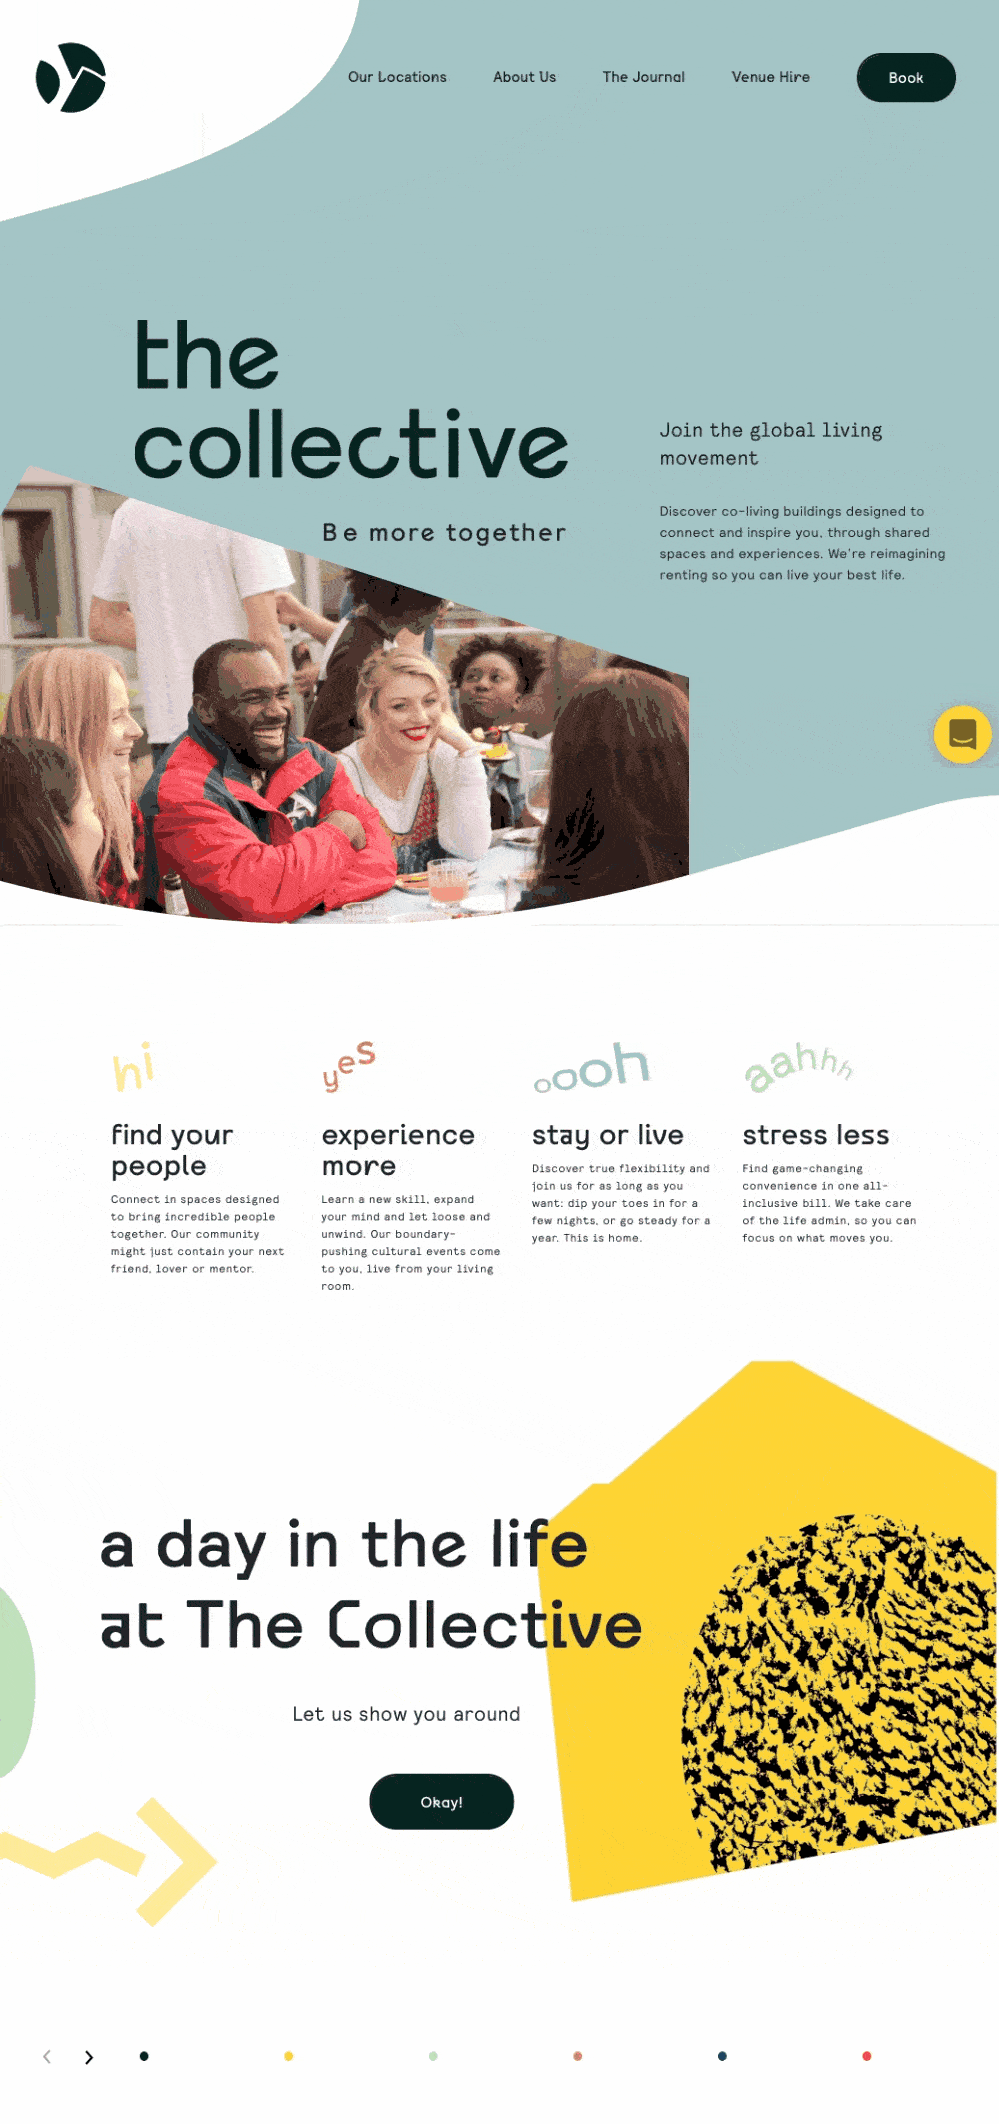 Our Locations
About Us
The Journal
Venue Hire
Book
the
collective
Be more together
Join the global living
movement
Discover co-living buildings designed to
connect and inspire you, through shared
spaces and experiences. We're reimagining
renting so you can live your best life.
hi
find your
people
Connect in spaces designed
to bring incredible people
together. Our community
might just contain your next
friend, lover or mentor.
yes
experience
more
Learn a new skill, expand
your mind and let loose and
unwind. Our boundary-
pushing cultural events come
to you, live from your living
room.
oooh
stay or live
Discover true flexibility and
join us for as long as you
want: dip your toes in for a
few nights, or go steady for a
year. This is home.
aahhh
stress less
Find game-changing
convenience in one all-
inclusive bill. We take care
of the life admin, so you can
focus on what moves you.
a day in the life
at The Collective
Let us show you around
Okay!